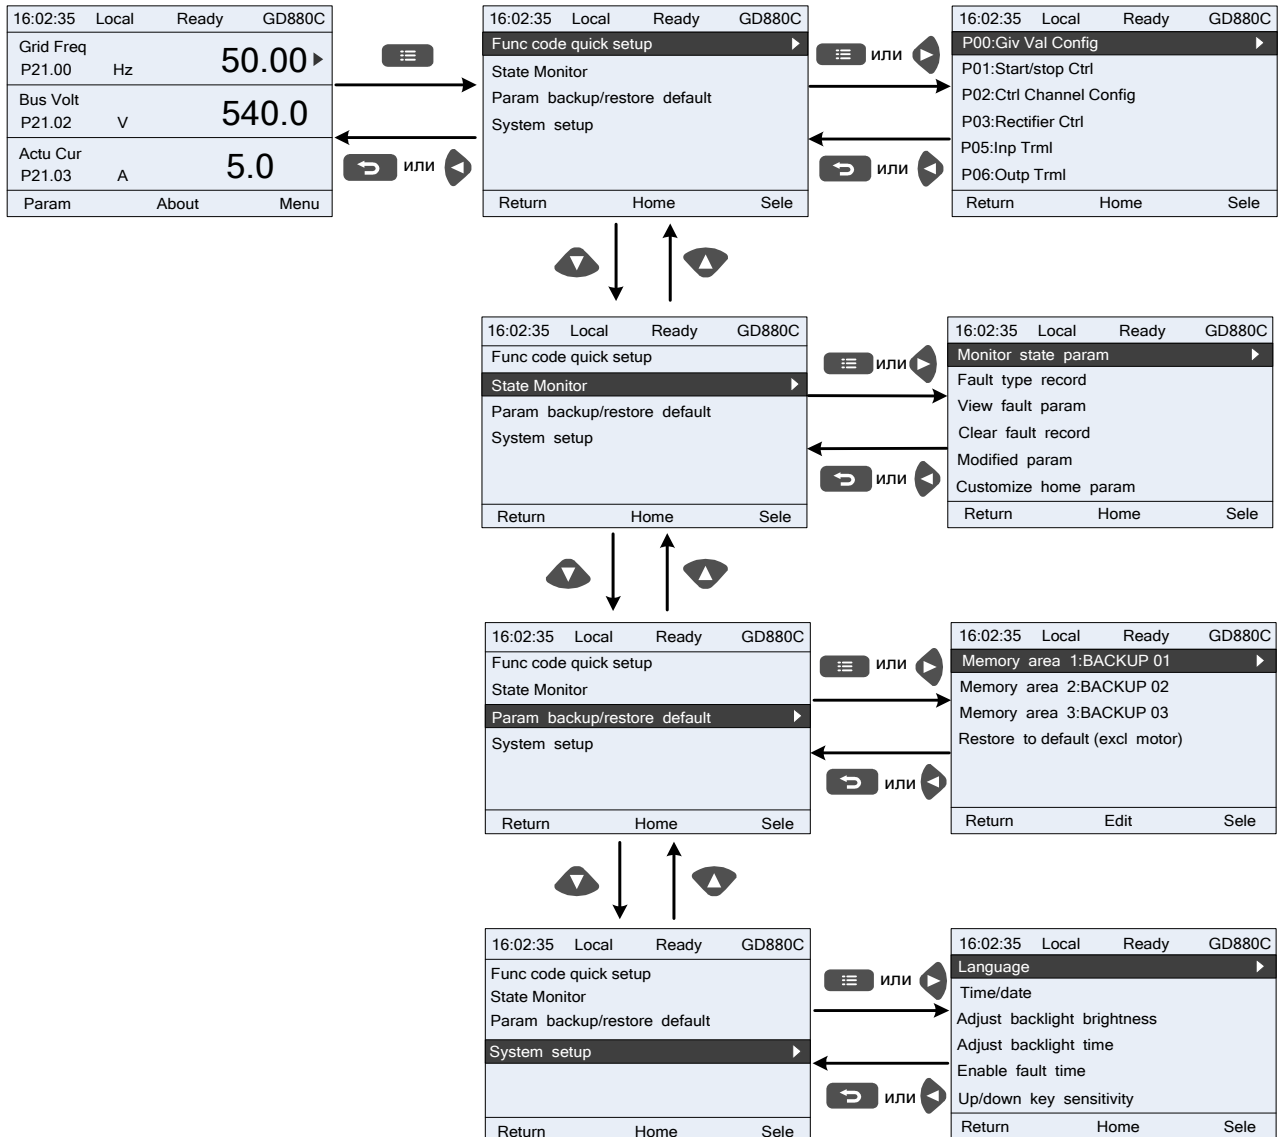 16:02:35 Local Ready GD880C
Grid Freq
P21.00 Hz 50.00
Bus Volt
P21.02 V 540.0
Actu Cur
P21.03 A 5.0
Param About Menu
или
16:02:35 Local Ready GD880C
Func code quick setup
State Monitor
Param backup/restore default
System setup
Return Home Sele
или
или
16:02:35 Local Ready GD880C
P00:Giv Val Config
P01:Start/stop Ctrl
P02:Ctrl Channel Config
P03:Rectifier Ctrl
P05:Inp Trml
P06:Outp Trml
Return Home Sele
16:02:35 Local Ready GD880C
Func code quick setup
State Monitor
Param backup/restore default
System setup
Return Home Sele
или
или
16:02:35 Local Ready GD880C
Monitor state param
Fault type record
View fault param
Clear fault record
Modified param
Customize home param
Return Home Sele
16:02:35 Local Ready GD880C
Func code quick setup
State Monitor
Param backup/restore default
System setup
Return Home Sele
или
или
16:02:35 Local Ready GD880C
Memory area 1:BACKUP 01
Memory area 2:BACKUP 02
Memory area 3:BACKUP 03
Restore to default (excl motor)
Return Edit Sele
16:02:35 Local Ready GD880C
Func code quick setup
State Monitor
Param backup/restore default
System setup
Return Home Sele
или
или
16:02:35 Local Ready GD880C
Language
Time/date
Adjust backlight brightness
Adjust backlight time
Enable fault time
Up/down key sensitivity
Return Home Sele